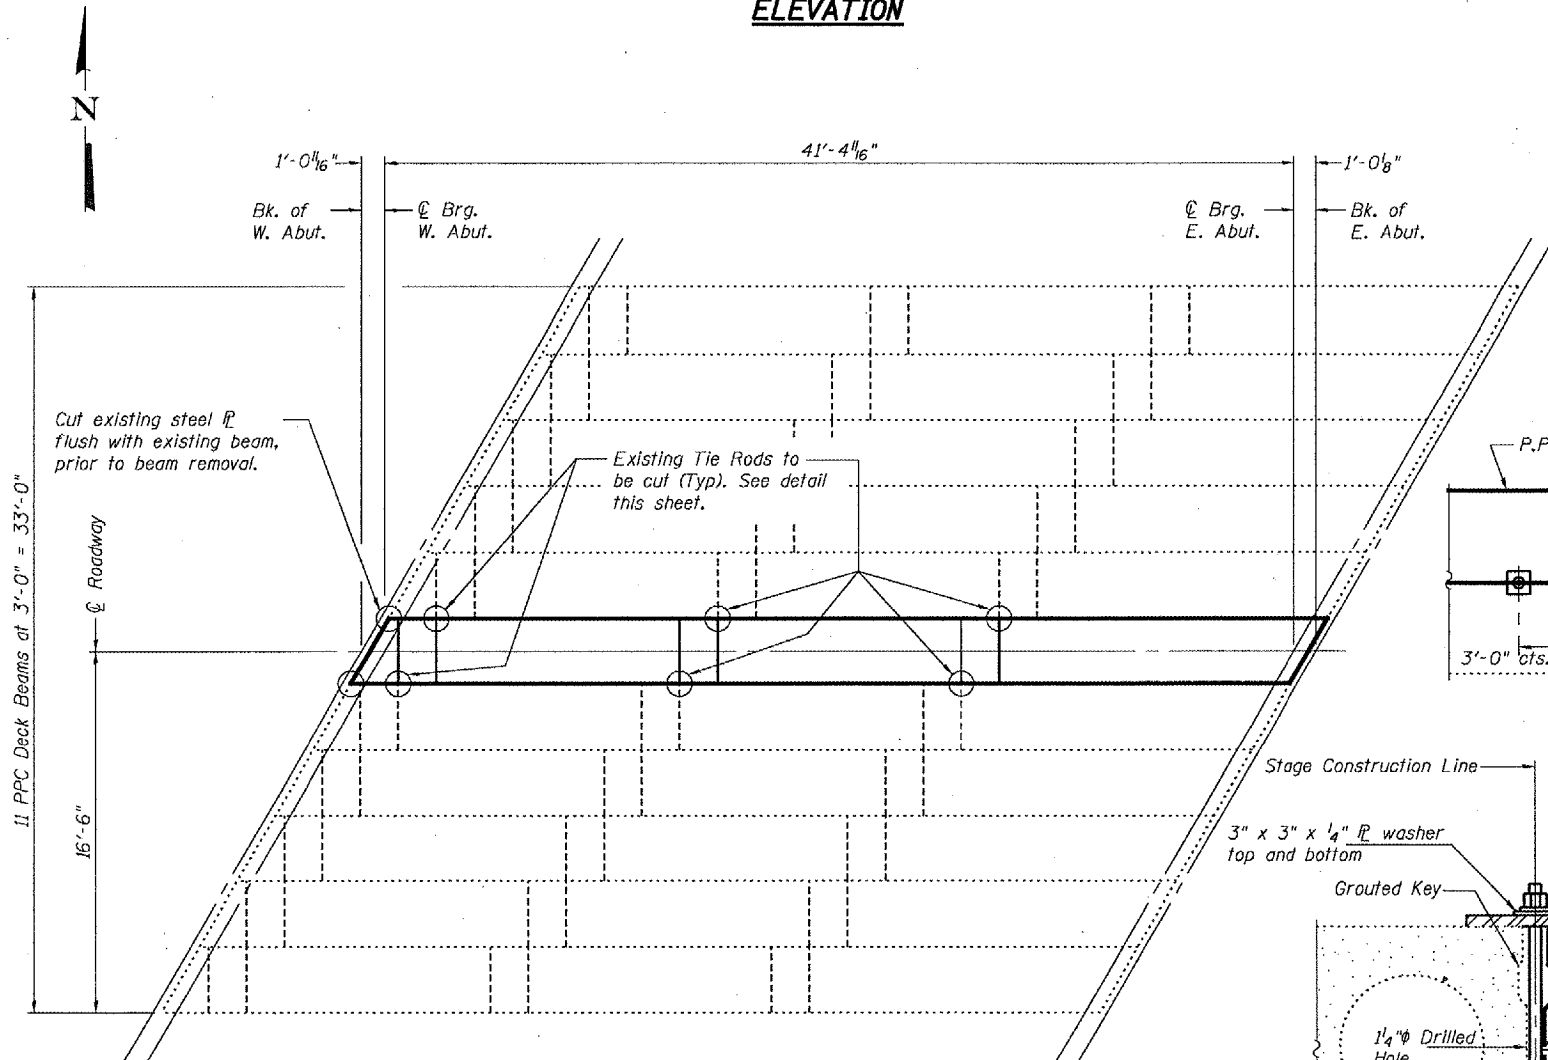 ELEVATION
N
1'-0 11/16"
41'-4 11/16"
1'-0 1/8"
Bk. of
W. Abut.
℄ Brg.
W. Abut.
℄ Brg.
E. Abut.
Bk. of
E. Abut.
Cut existing steel ⅊
flush with existing beam,
prior to beam removal.
Existing Tie Rods to
be cut (Typ). See detail
this sheet.
P.P
11 PPC Deck Beams at 3'-0" = 33'-0"
℄ Roadway
16'-6"
3'-0" cts.
Stage Construction Line
3" x 3" x 1/4" ⅊ washer
top and bottom
Grouted Key
1 1/4"ϕ Drilled
Hole